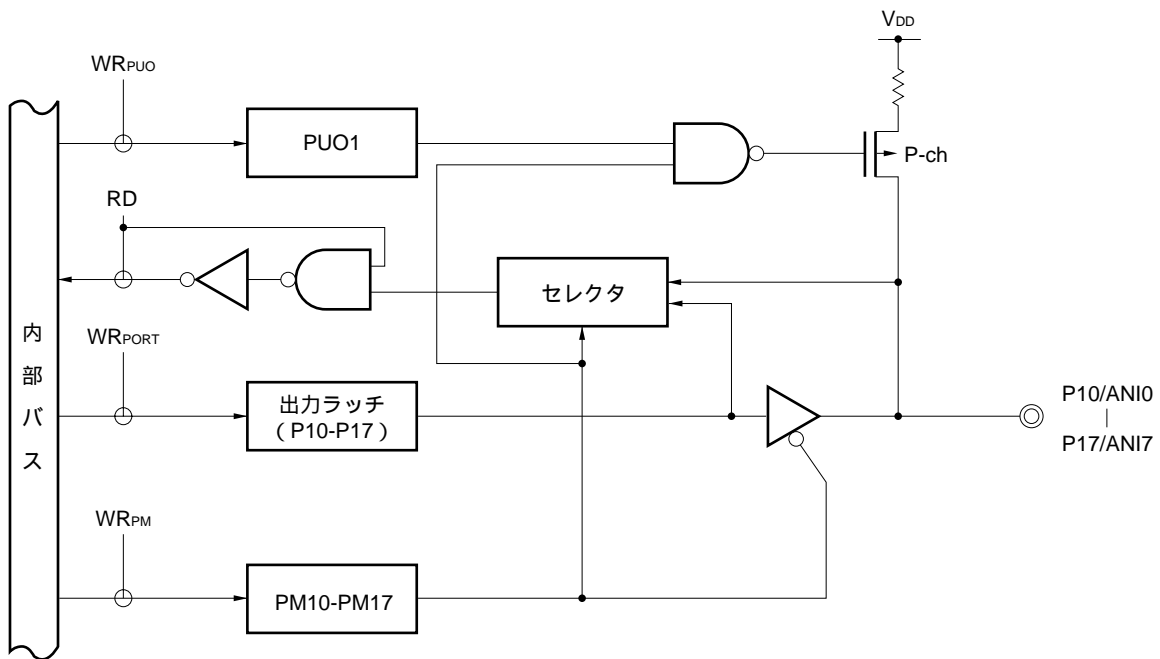 VDD
WRPUO
PUO1
P-ch
RD
セレクタ
内部バス
WRPORT
出力ラッチ
(P10-P17)
P10/ANI0
P17/ANI7
WRPM
PM10-PM17